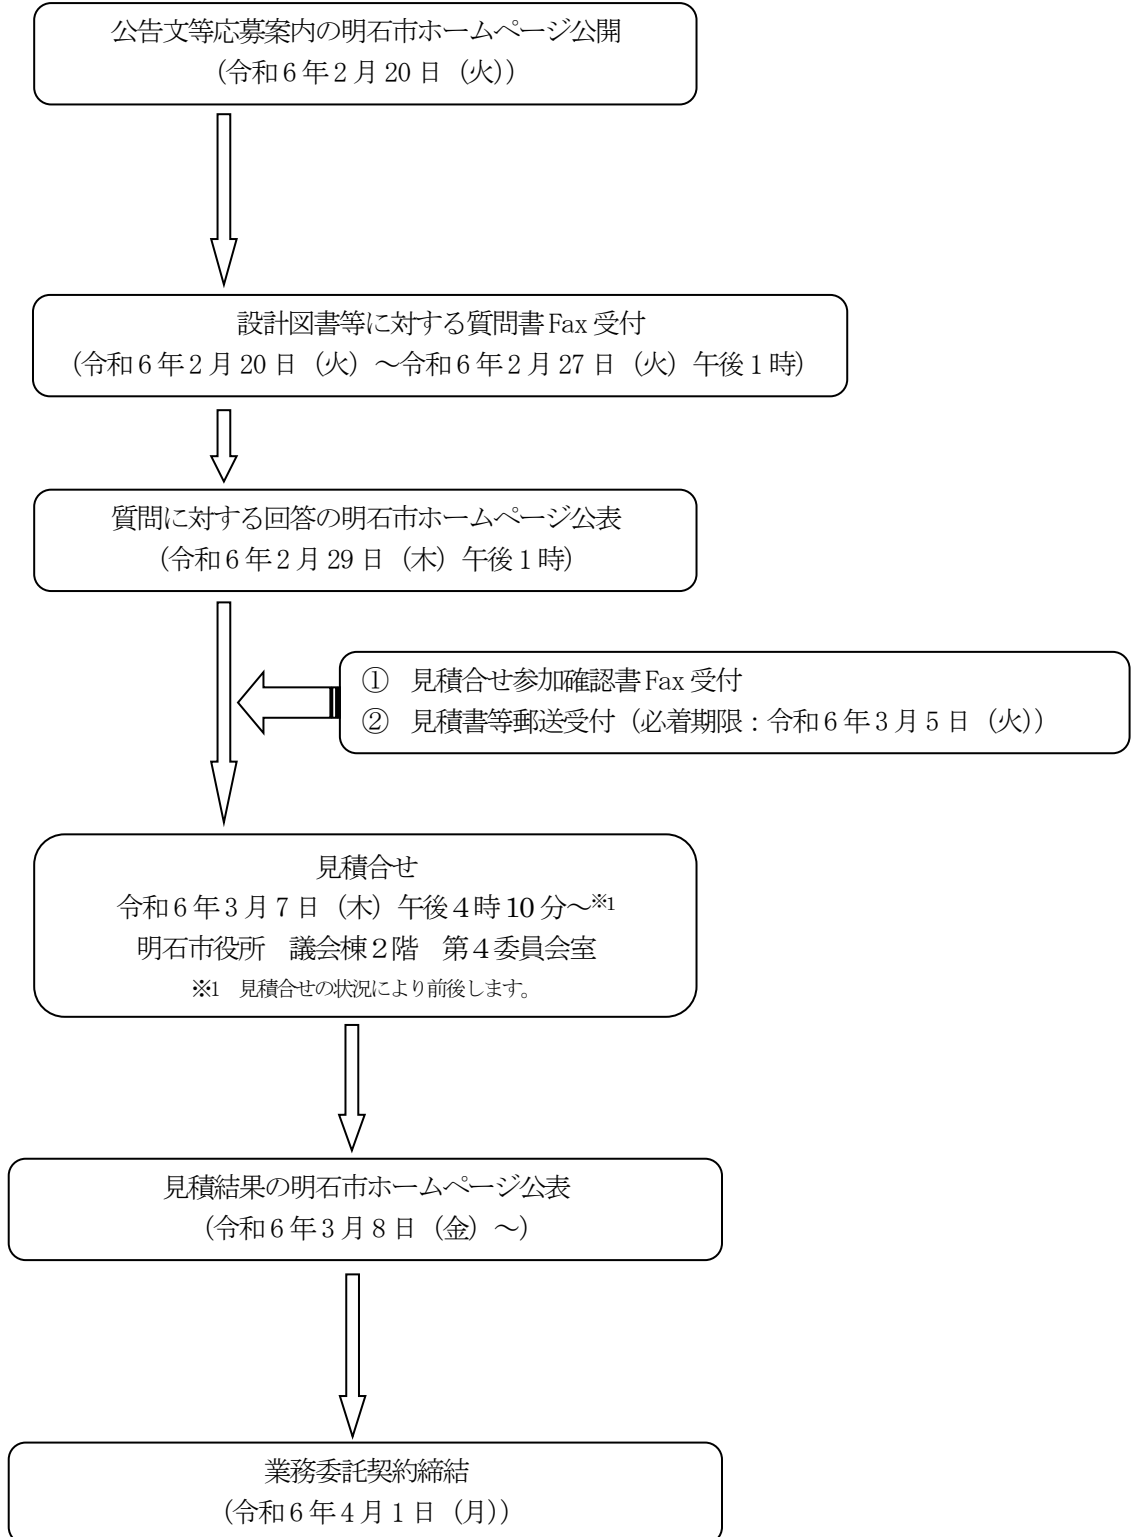 公告文等応募案内の明石市ホームページ公開
（令和6年2月20日（火））
設計図書等に対する質問書Fax受付
（令和6年2月20日（火）～令和6年2月27日（火）午後1時）
質問に対する回答の明石市ホームページ公表
（令和6年2月29日（木）午後1時）
① 見積合せ参加確認書Fax受付
② 見積書等郵送受付（必着期限：令和6年3月5日（火））
見積合せ
令和6年3月7日（木）午後４時10分～※1
明石市役所　議会棟２階　第４委員会室
※1　見積合せの状況により前後します。
見積結果の明石市ホームページ公表
（令和6年3月8日（金）～）
業務委託契約締結
（令和6年4月1日（月））